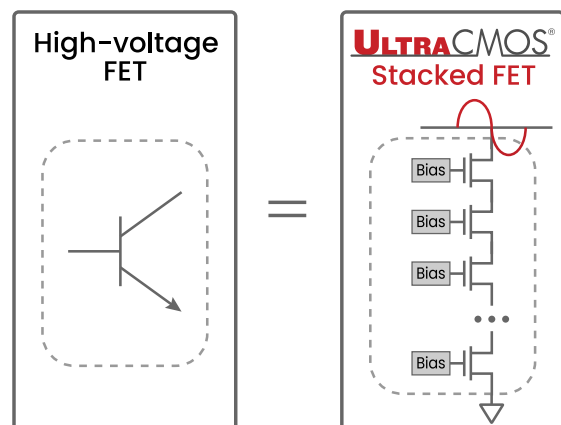 High-voltage
FET
=
ULTRACMOS®
Stacked FET
Bias
Bias
Bias
Bias